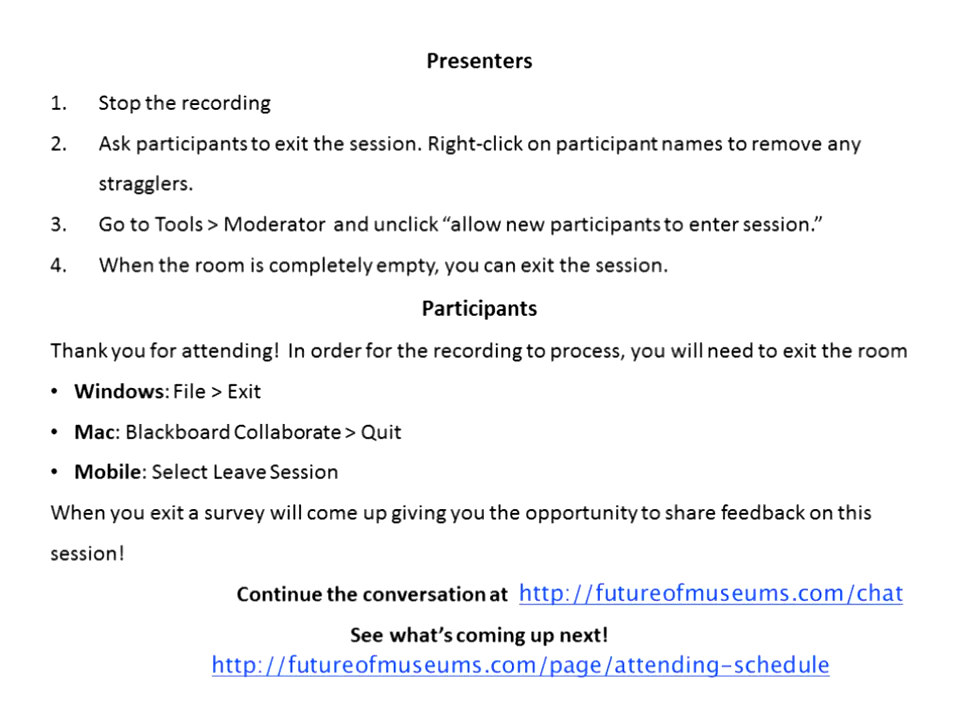 Presenters
1. Stop the recording
2. Ask participants to exit the session. Right-click on participant names to remove any
stragglers.
3. Go to Tools > Moderator and unclick “allow new participants to enter session.”
4. When the room is completely empty, you can exit the session.
Participants
Thank you for attending! In order for the recording to process, you will need to exit the room
• Windows: File > Exit
• Mac: Blackboard Collaborate > Quit
• Mobile: Select Leave Session
When you exit a survey will come up giving you the opportunity to share feedback on this
session!
Continue the conversation at http://futureofmuseums.com/chat
See what’s coming up next!
http://futureofmuseums.com/page/attending-schedule